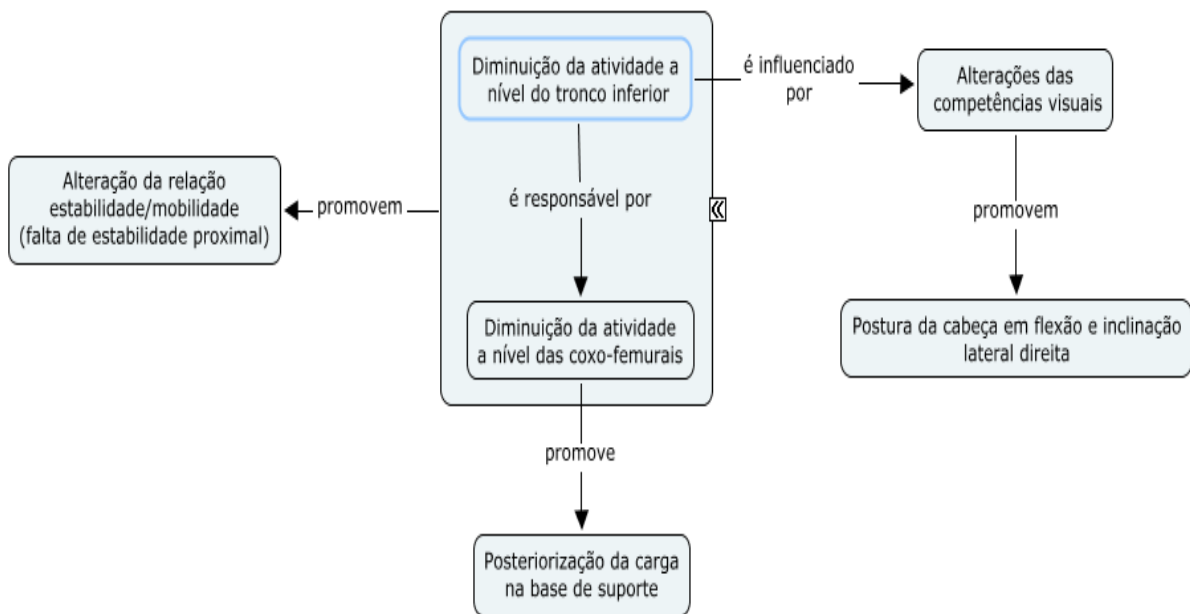 Diminuição da atividade a
nível do tronco inferior
é influenciado
por
Alterações das
competências visuais
é responsável por
promovem
Alteração da relação
estabilidade/mobilidade
(falta de estabilidade proximal)
promovem
Diminuição da atividade
a nível das coxo-femurais
Postura da cabeça em flexão e inclinação
lateral direita
promove
Posteriorização da carga
na base de suporte